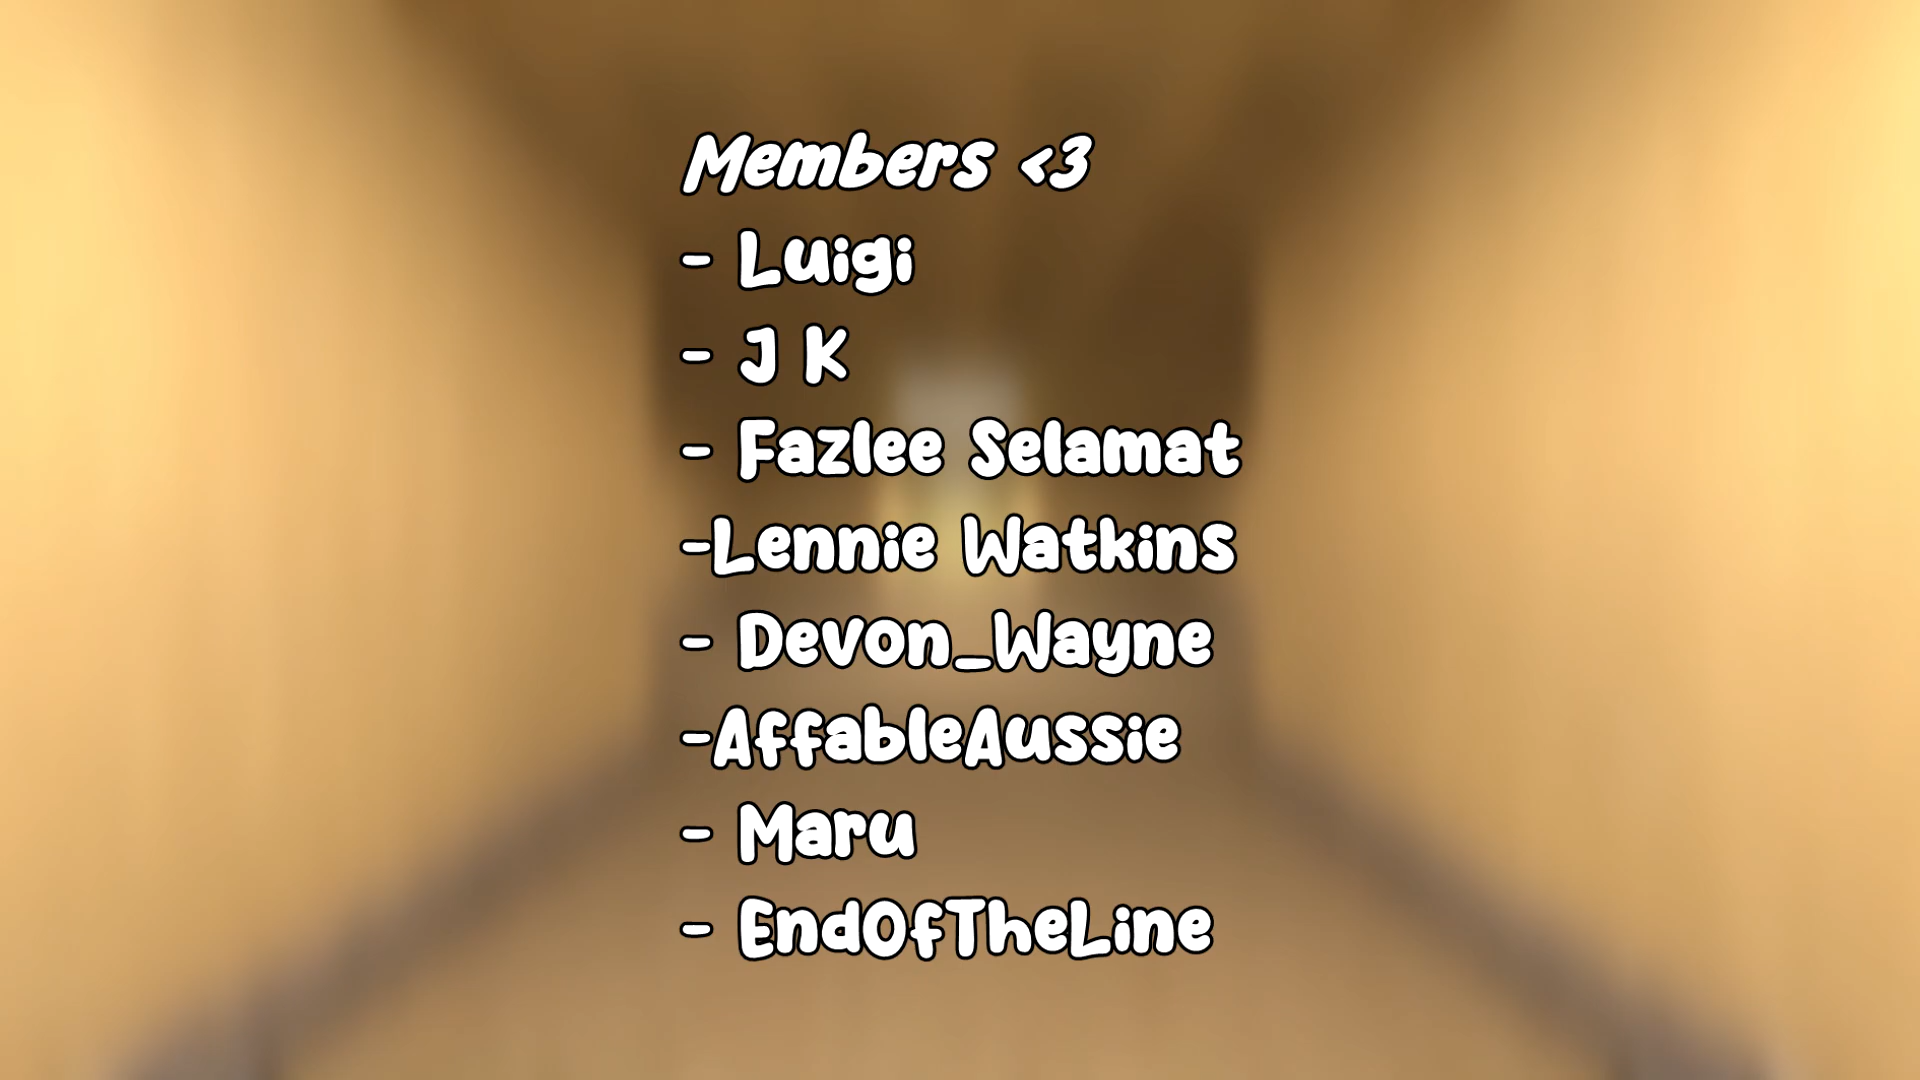 Members <3
- Luigi
- J K
- Fazlee Selamat
-Lennie Watkins
- Devon_Wayne
-AffableAussie
- Maru
- EndOfTheLine